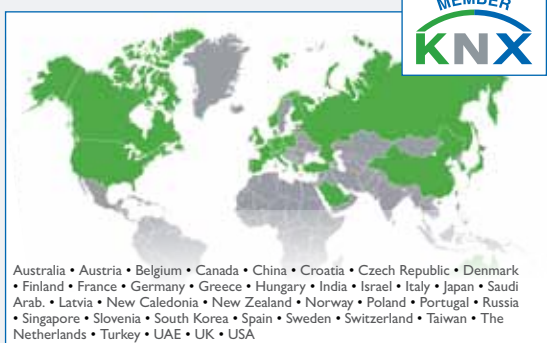 MEMBER
KNX
Australia • Austria • Belgium • Canada • China • Croatia • Czech Republic • Denmark
• Finland • France • Germany • Greece • Hungary • India • Israel • Italy • Japan • Saudi
Arab. • Latvia • New Caledonia • New Zealand • Norway • Poland • Portugal • Russia
• Singapore • Slovenia • South Korea • Spain • Sweden • Switzerland • Taiwan • The
Netherlands • Turkey • UAE • UK • USA